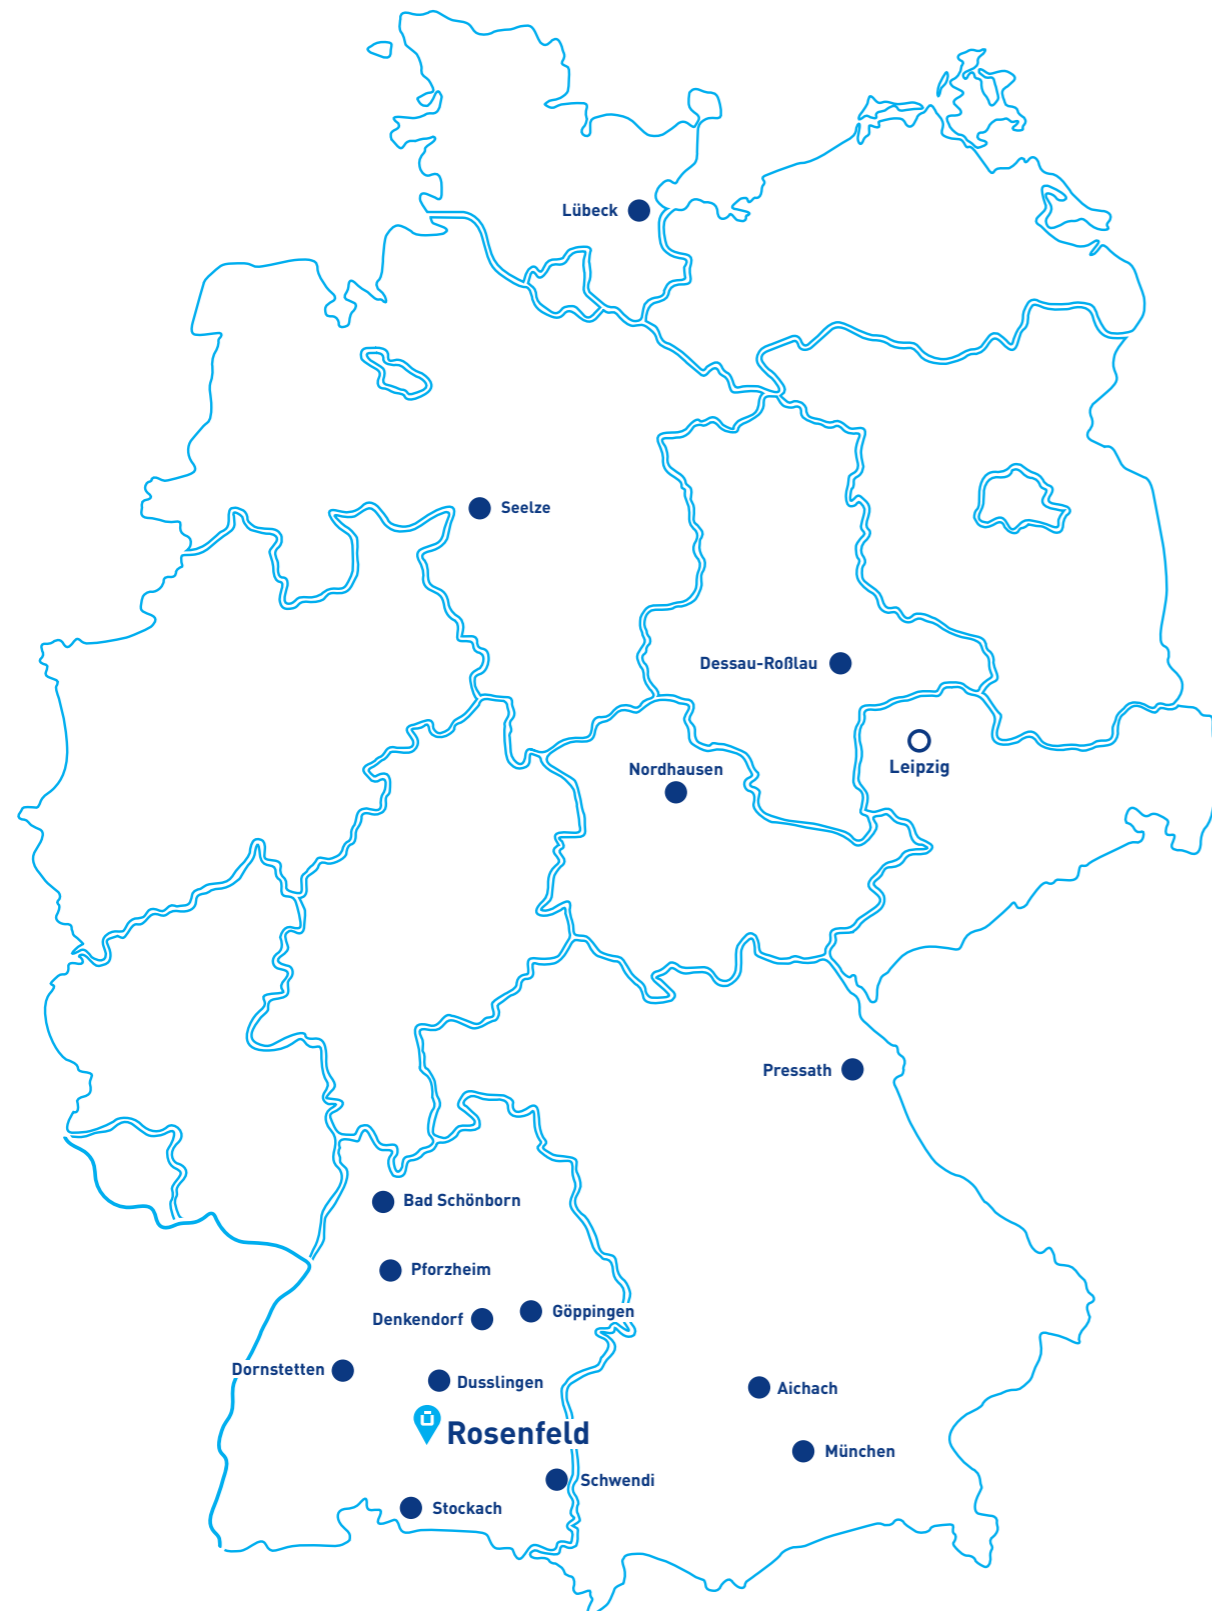 Lübeck
Seelze
Dessau-Roßlau
Leipzig
Nordhausen
Pressath
Bad Schönborn
Pforzheim
Göppingen
Denkendorf
Dornstetten
Dusslingen
Aichach
ü
Rosenfeld
München
Schwendi
Stockach